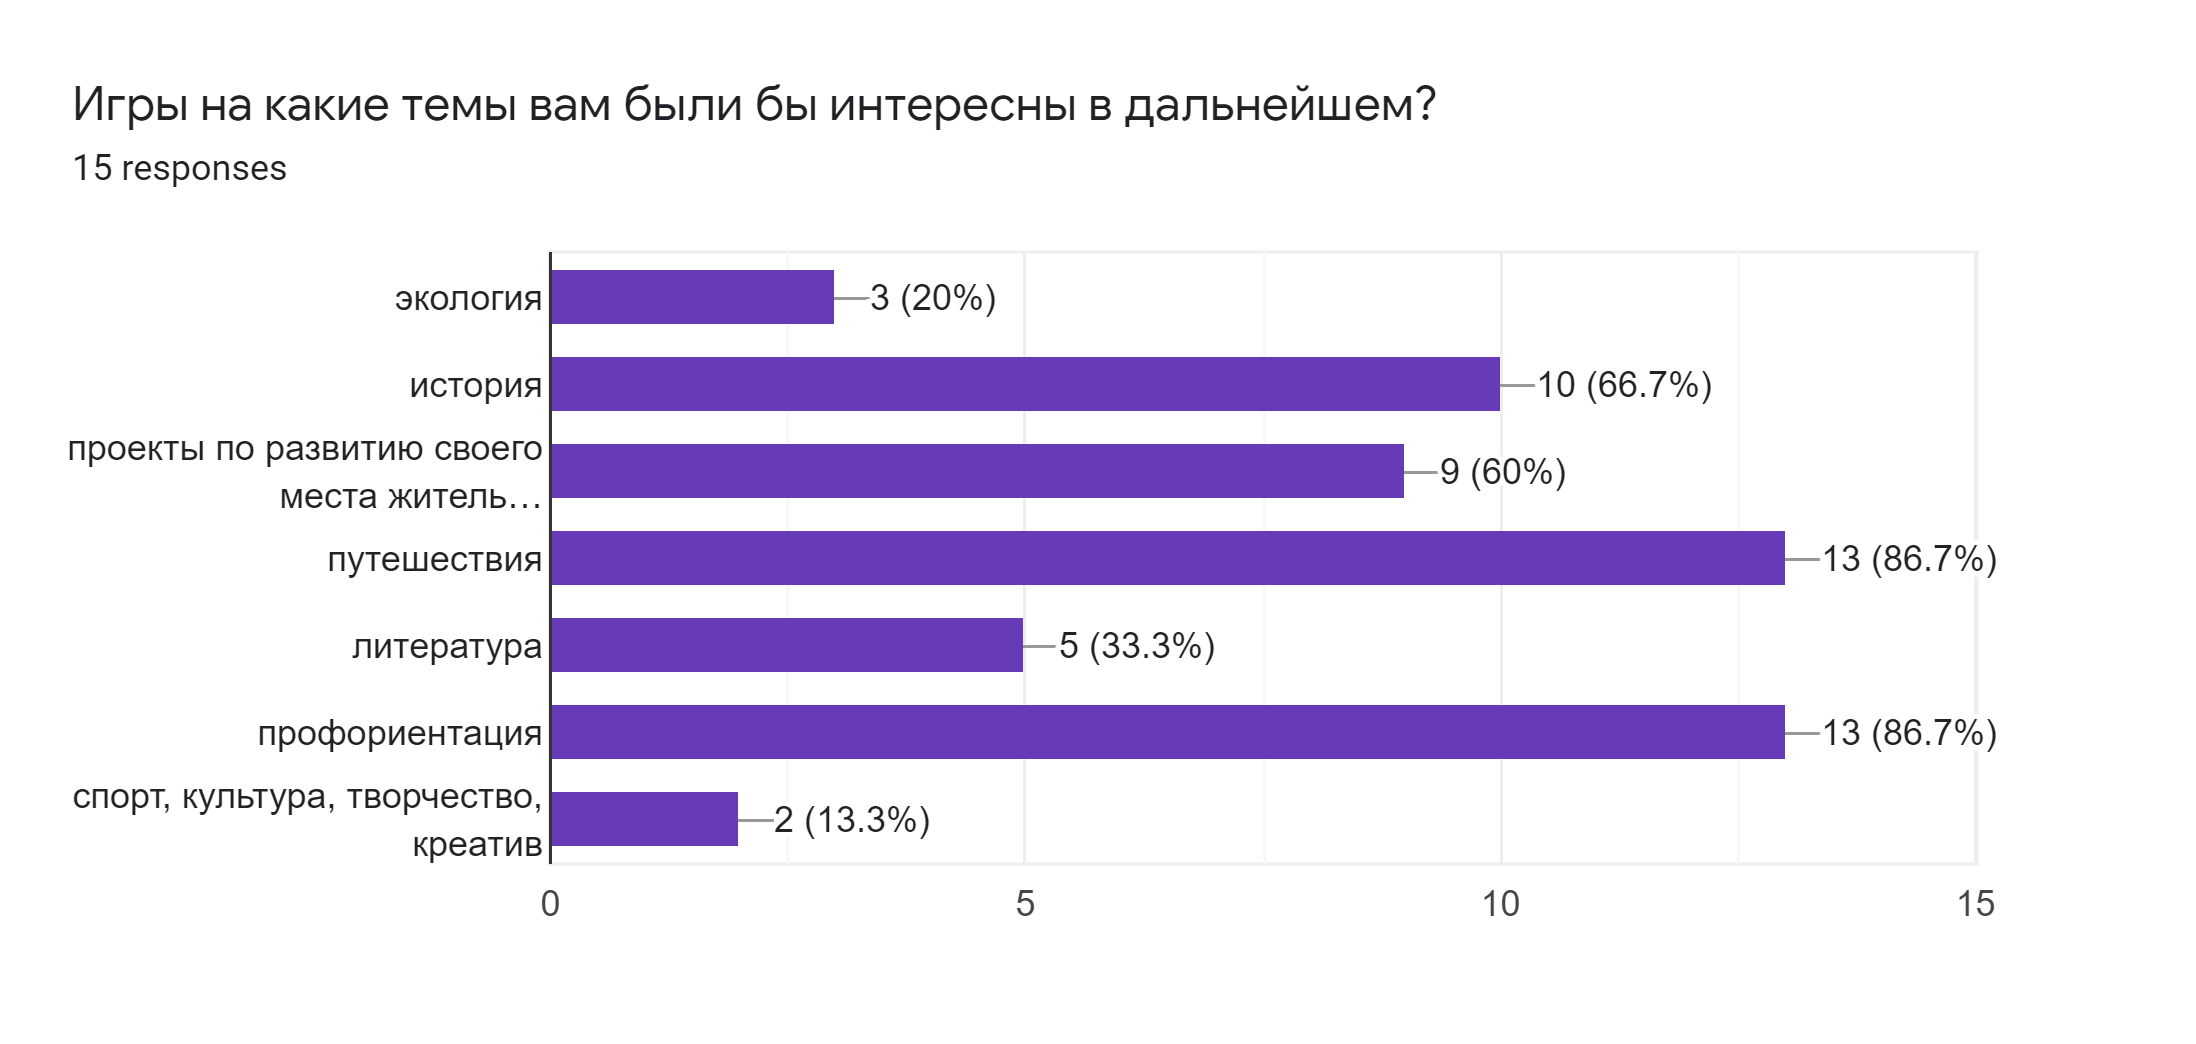 Игры на какие темы вам были бы интересны в дальнейшем?
15 responses
экология
3 (20%)
история
10 (66.7%)
проекты по развитию своего
места житель…
9 (60%)
путешествия
13 (86.7%)
литература
5 (33.3%)
профориентация
13 (86.7%)
спорт, культура, творчество,
креатив
2 (13.3%)
0 5 10 15